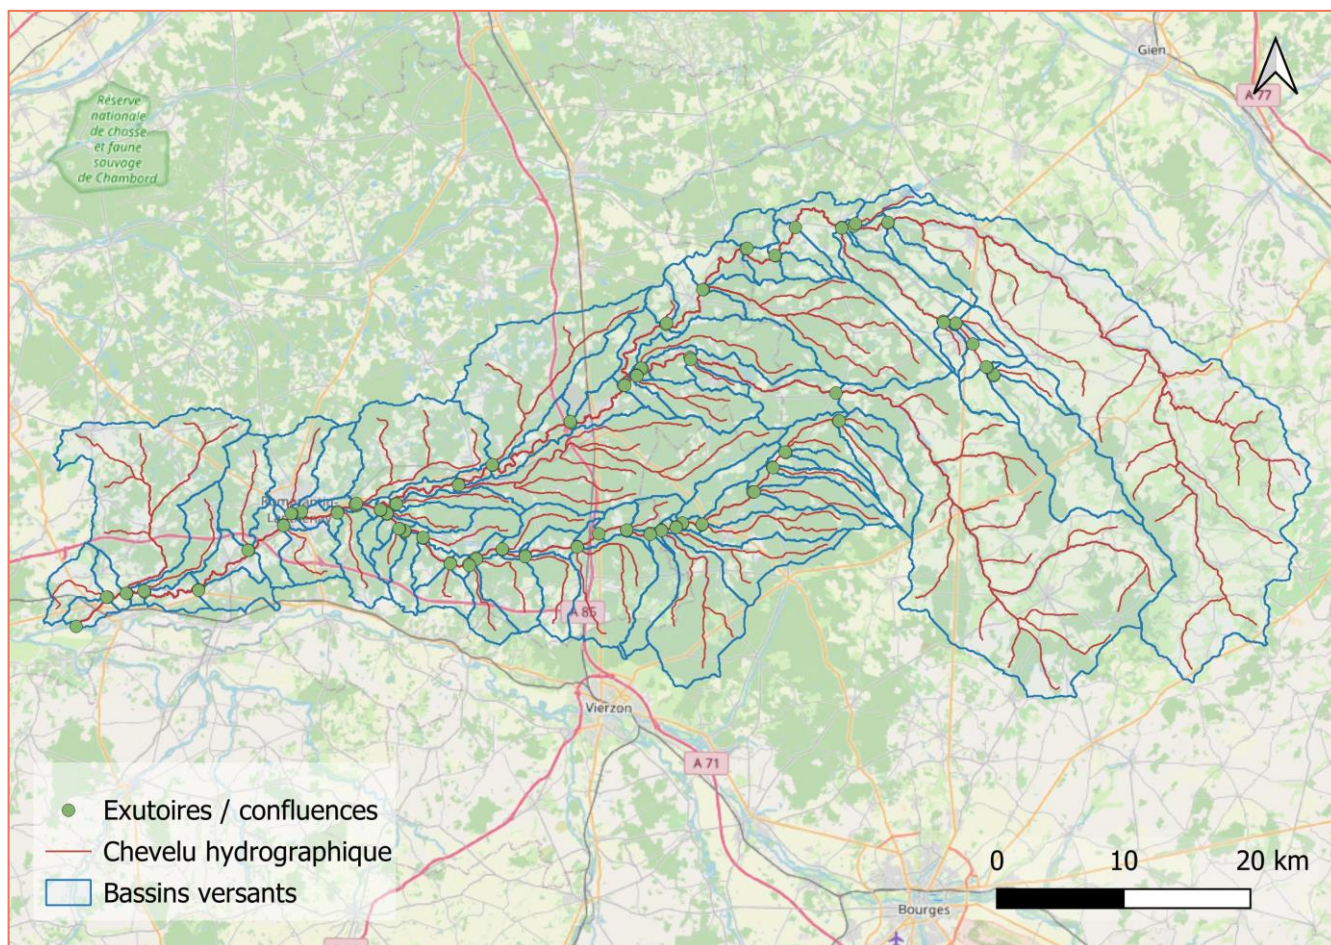 Gien
A 77
Réserve
nationale
de chasse
et faune
sauvage
de Chambord
A 85
Vierzon
A 71
Exutoires / confluences
Chevelu hydrographique
Bassins versants
0 10 20 km
Bourges